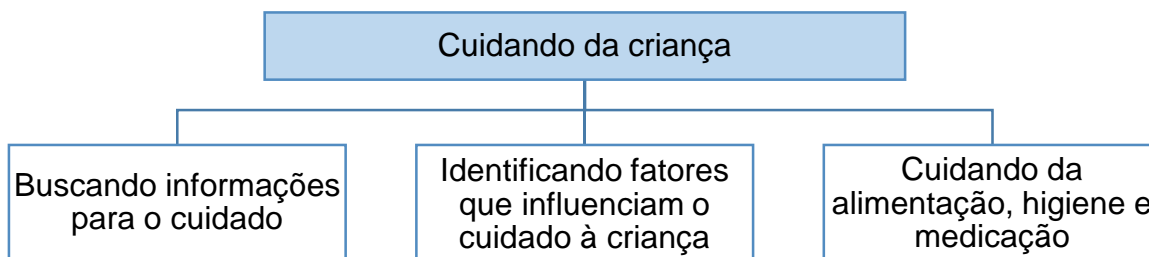 Cuidando da criança
Buscando informações
para o cuidado
Identificando fatores
que influenciam o
cuidado à criança
Cuidando da
alimentação, higiene e
medicação